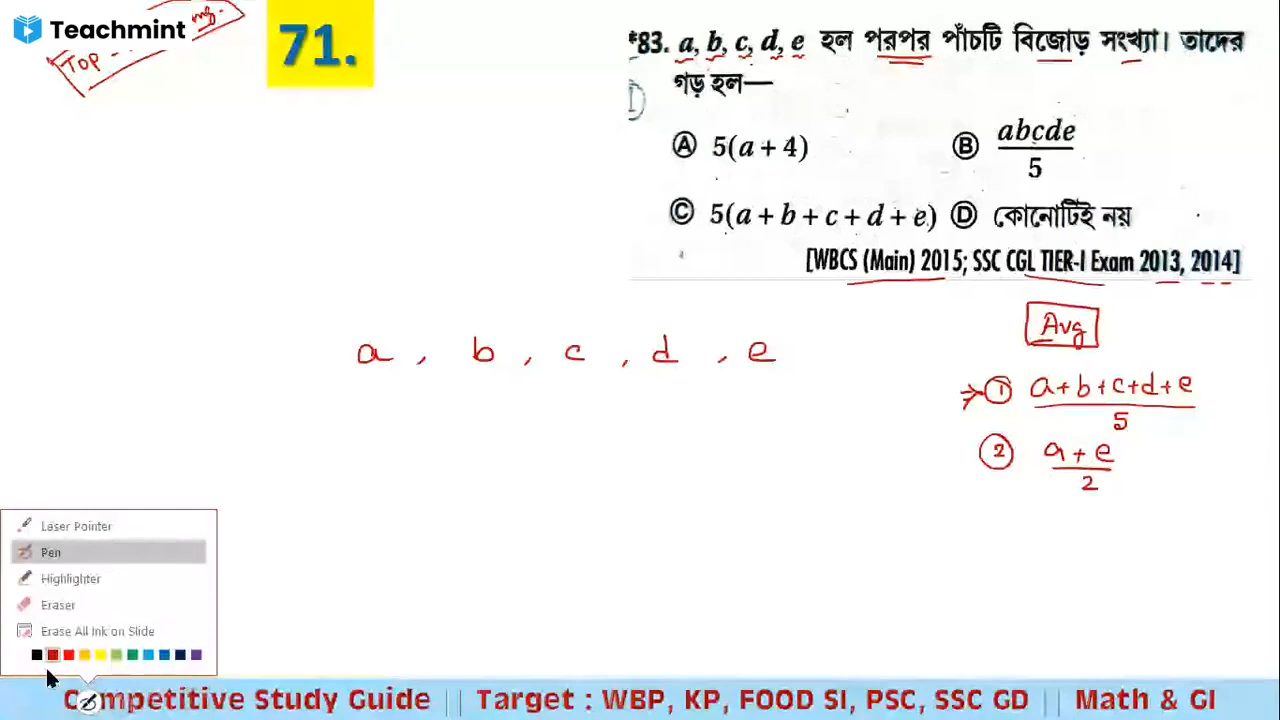 Teachmint
TOP -
71.
*83. a, b, c, d, e হল পরপর পাঁচটি বিজোড় সংখ্যা। তাদের
গড় হল—
Ⓐ 5(a + 4) Ⓑ abcde/5
Ⓒ 5(a + b + c + d + e) Ⓓ কোনোটিই নয়
[WBCS (Main) 2015; SSC CGL TIER-I Exam 2013, 2014]
Avg
a , b , c , d , e
① a+b+c+d+e/5
② a+e/2
Laser Pointer
Pen
Highlighter
Eraser
Erase All Ink on Slide
Competitive Study Guide || Target : WBP, KP, FOOD SI, PSC, SSC GD || Math & GI